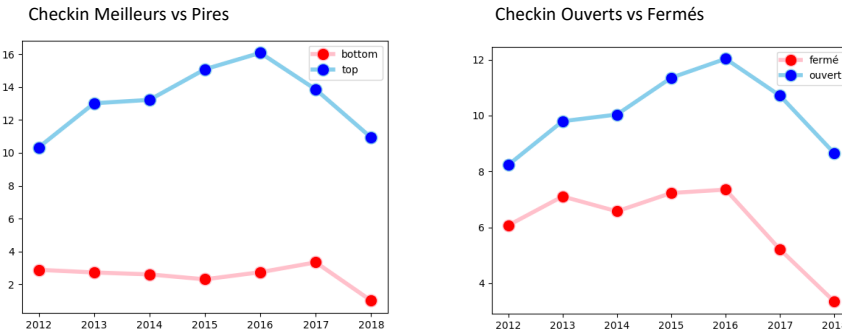 Checkin Meilleurs vs Pires
16
14
12
10
8
6
4
2
bottom
top
2012 2013 2014 2015 2016 2017 2018
Checkin Ouverts vs Fermés
12
10
8
6
4
fermé
ouvert
2012 2013 2014 2015 2016 2017 201